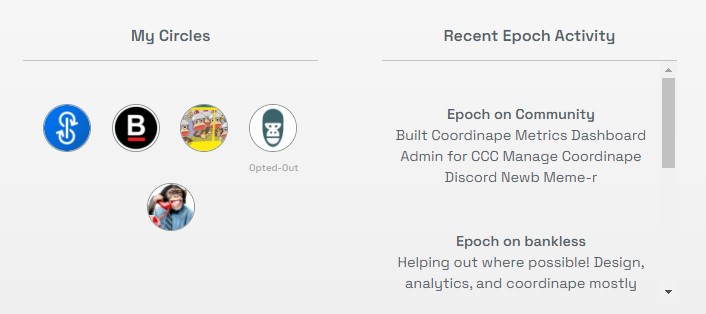 My Circles
Recent Epoch Activity
B
Opted-Out
Epoch on Community
Built Coordinape Metrics Dashboard
Admin for CCC Manage Coordinape
Discord Newb Meme-r
Epoch on bankless
Helping out where possible! Design,
analytics, and coordinape mostly